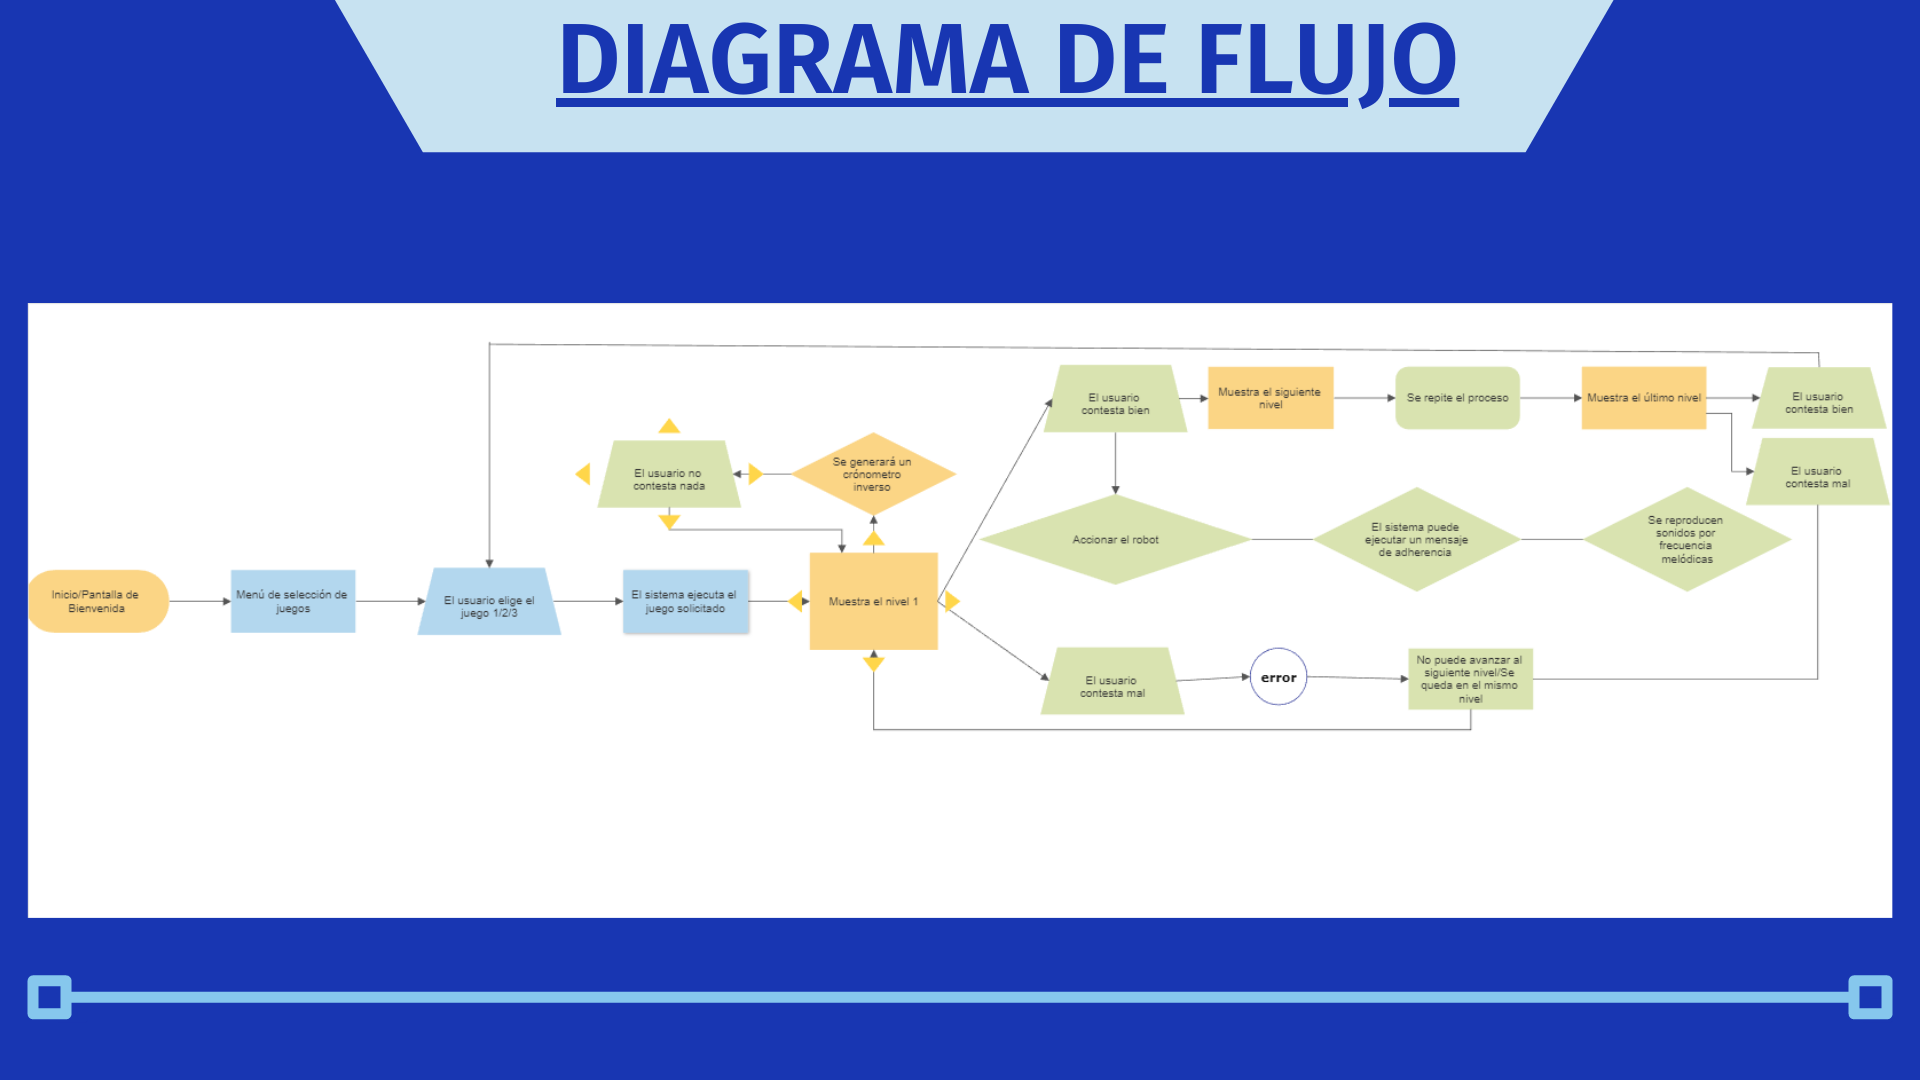 DIAGRAMA DE FLUJO
El usuario
contesta bien
Muestra el siguiente
nivel
Se repite el proceso
Muestra el último nivel
El usuario
contesta bien
El usuario
contesta mal
El usuario no
contesta nada
Se generará un
crónometro
inverso
Accionar el robot
El sistema puede
ejecutar un mensaje
de adherencia
Se reproducen
sonidos por
frecuencia
melódicas
Inicio/Pantalla de
Bienvenida
Menú de selección de
juegos
El usuario elige el
juego 1/2/3
El sistema ejecuta el
juego solicitado
Muestra el nivel 1
El usuario
contesta mal
error
No puede avanzar al
siguiente nivel/Se
queda en el mismo
nivel